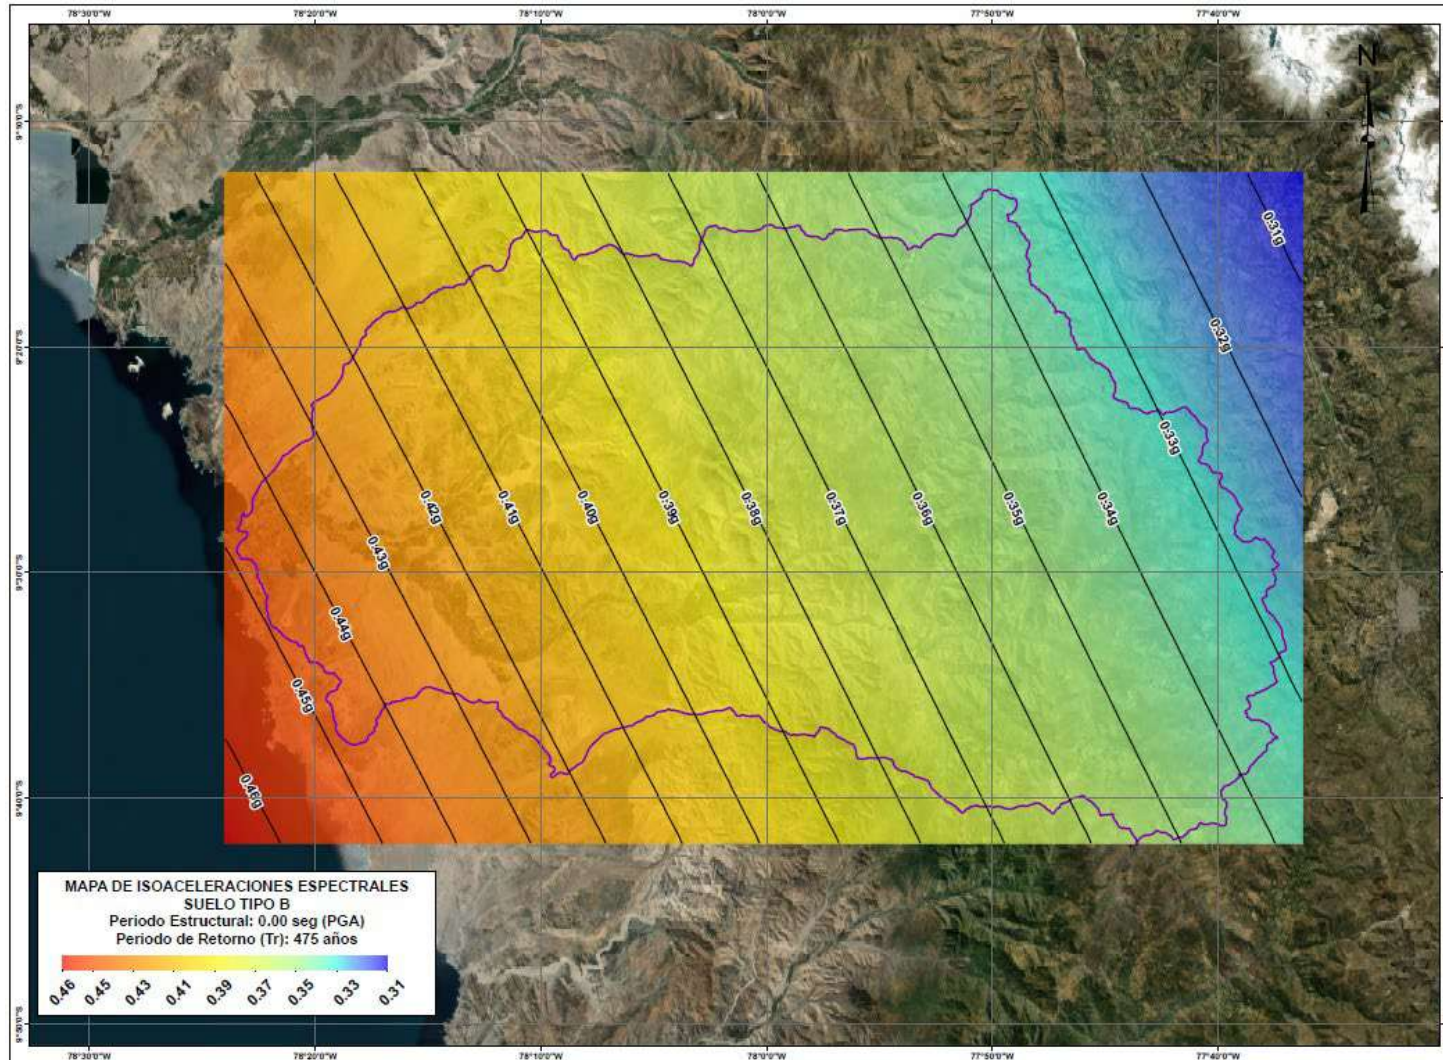 78°30'0"W 78°20'0"W 78°10'0"W 78°0'0"W 77°50'0"W 77°40'0"W
N
9°10'0"S
0.31g
0.32g
9°20'0"S
0.33g
0.42g 0.41g 0.40g 0.39g 0.38g 0.37g 0.36g 0.35g 0.34g
0.43g
9°30'0"S
0.44g
0.45g
0.46g
9°40'0"S
MAPA DE ISOACELERACIONES ESPECTRALES
SUELO TIPO B
Periodo Estructural: 0.00 seg (PGA)
Periodo de Retorno (Tr): 475 años
0.46 0.45 0.43 0.41 0.39 0.37 0.35 0.33 0.31
9°50'0"S
78°30'0"W 78°20'0"W 78°10'0"W 78°0'0"W 77°50'0"W 77°40'0"W